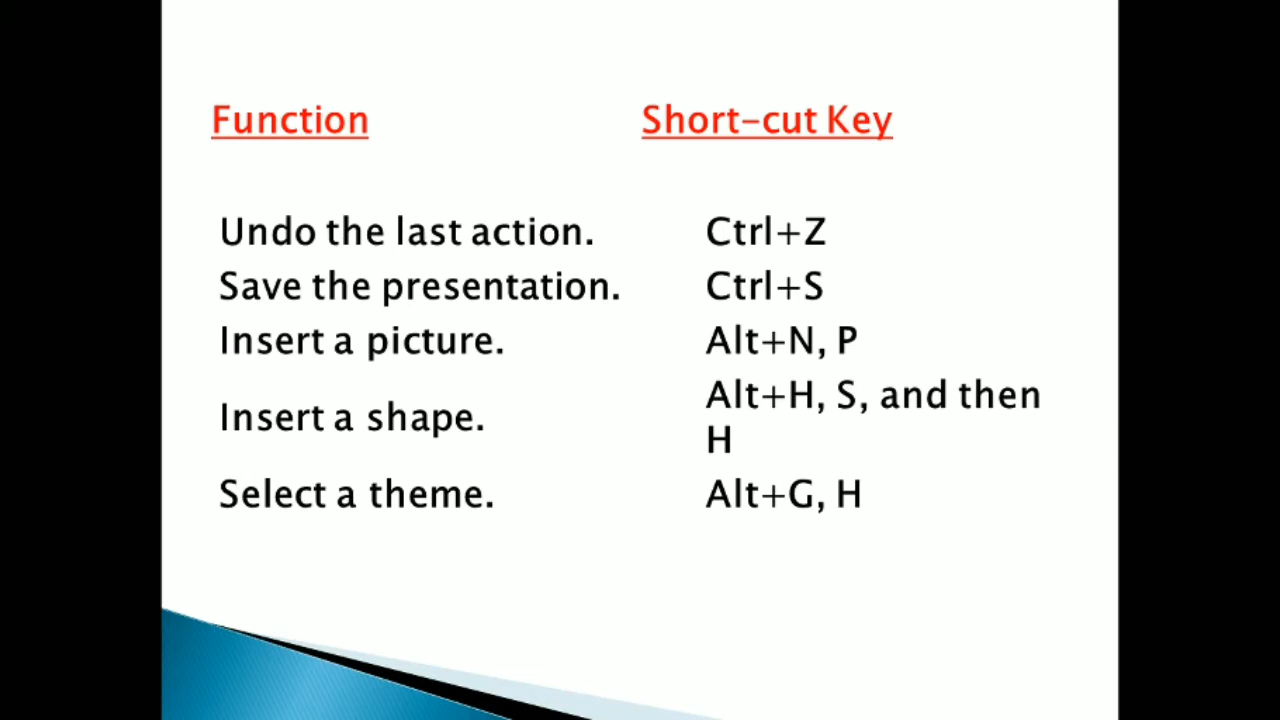 Function Short-cut Key
Undo the last action. Ctrl+Z
Save the presentation. Ctrl+S
Insert a picture. Alt+N, P
Insert a shape. Alt+H, S, and then
H
Select a theme. Alt+G, H